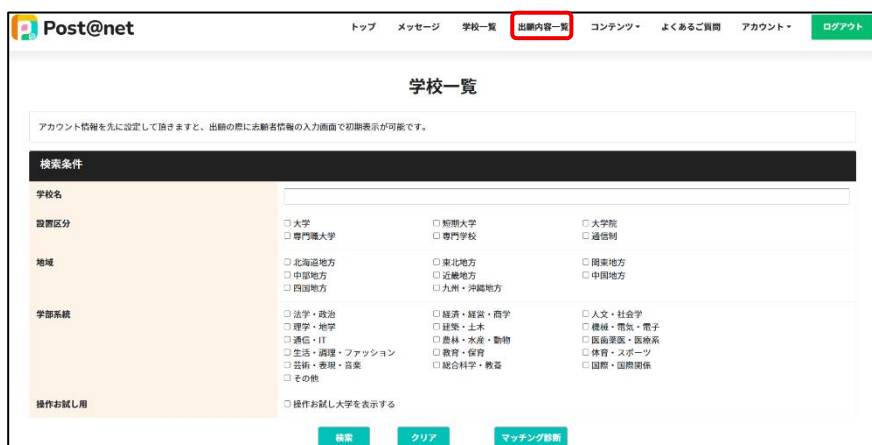 Post@net
トップ メッセージ 学校一覧 出願内容一覧 コンテンツ よくあるご質問 アカウント ログアウト
学校一覧
アカウント情報を先に設定して頂きますと、出願の際に志願者情報の入力画面で初期表示が可能です。
検索条件
学校名
設置区分 大学 短期大学 大学院
専門職大学 専門学校 通信制
地域 北海道地方 東北地方 関東地方
中部地方 近畿地方 中国地方
四国地方 九州・沖縄地方
学部系統 法学・政治 経済・経営・商学 人文・社会学
理学・地学 建築・土木 機械・電気・電子
通信・IT 農林・水産・動物 医歯薬医・医療系
生活・調理・ファッション 教育・保育 体育・スポーツ
芸術・表現・音楽 総合科学・教養 国際・国際関係
その他
操作お試し用 操作お試し大学を表示する
検索 クリア マッチング診断